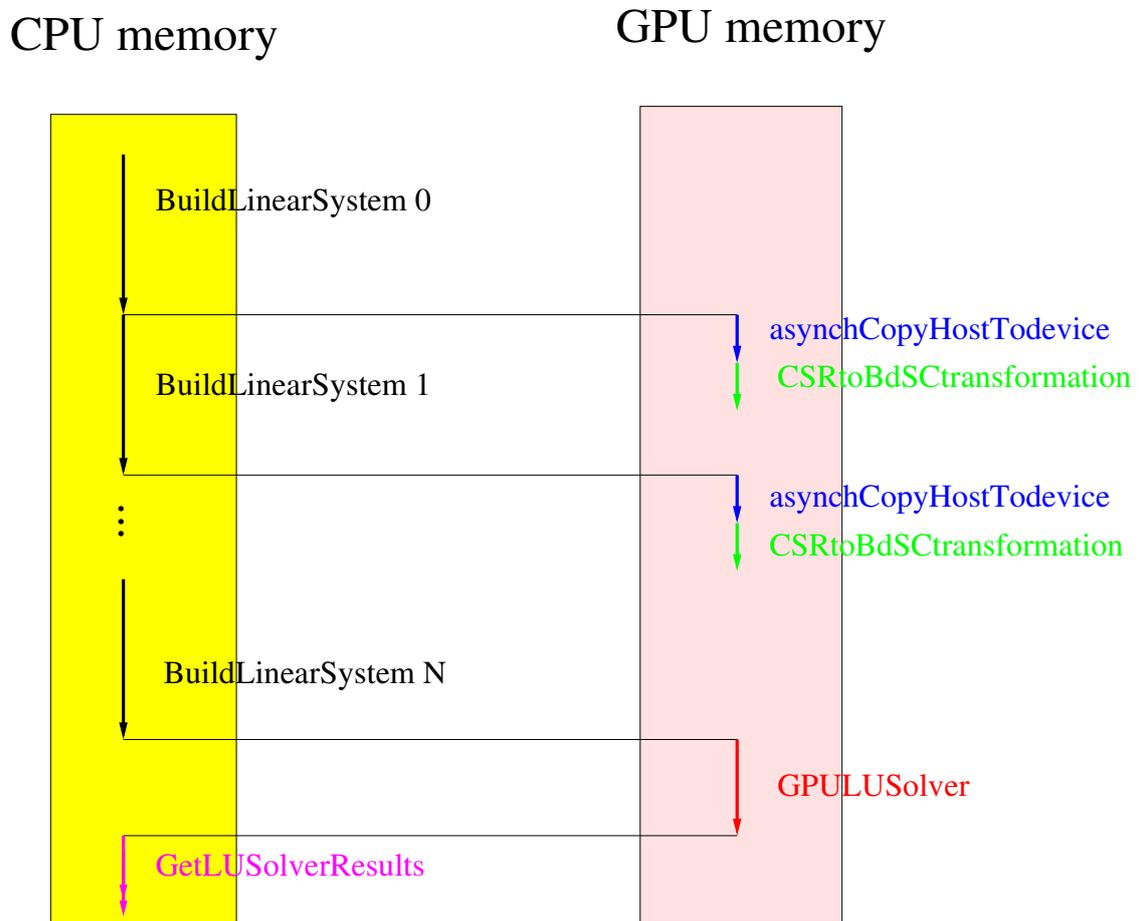 CPU memory
GPU memory
BuildLinearSystem 0
asynchCopyHostTodevice
CSRtoBdSCtransformation
BuildLinearSystem 1
asynchCopyHostTodevice
CSRtoBdSCtransformation
BuildLinearSystem N
GPULUSolver
GetLUSolverResults